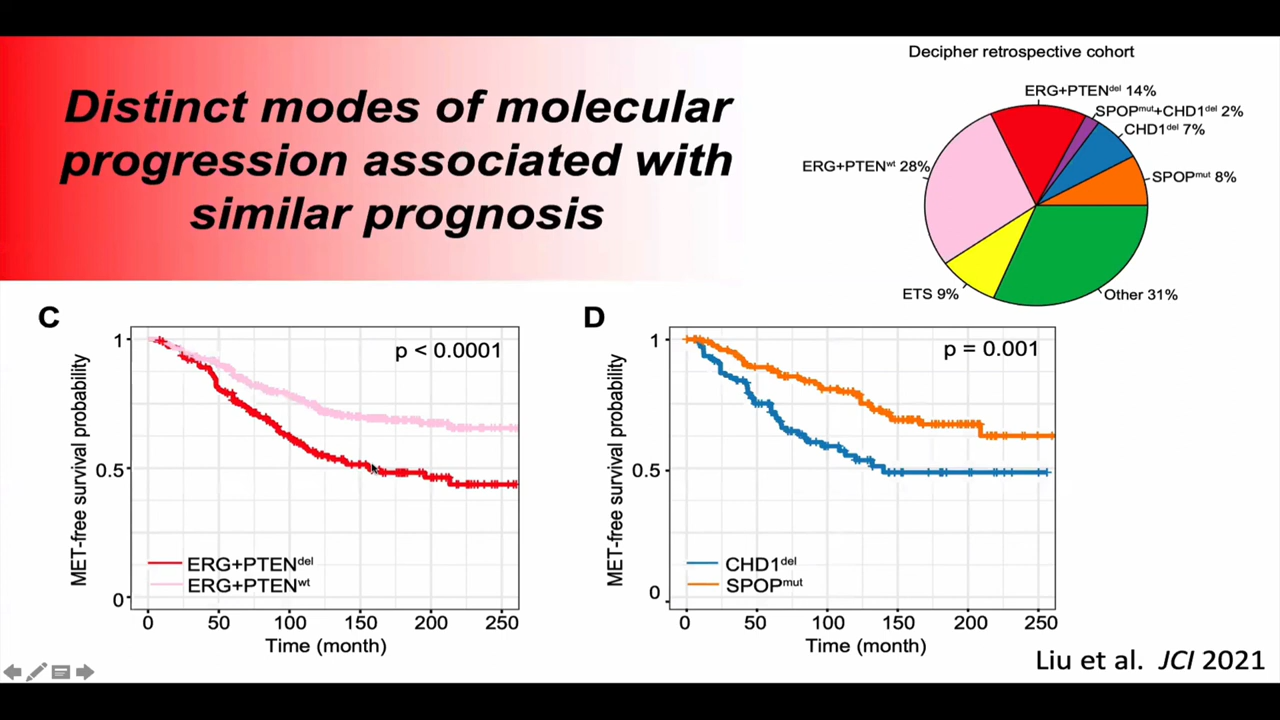 Distinct modes of molecular
progression associated with
similar prognosis
Decipher retrospective cohort
ERG+PTENᵈᵉˡ 14%
SPOPᵐᵘᵗ+CHD1ᵈᵉˡ 2%
CHD1ᵈᵉˡ 7%
SPOPᵐᵘᵗ 8%
ERG+PTENʷᵗ 28%
ETS 9%
Other 31%
C
MET-free survival probability
1
0.5
0
p < 0.0001
ERG+PTENᵈᵉˡ
ERG+PTENʷᵗ
0 50 100 150 200 250
Time (month)
D
MET-free survival probability
1
0.5
0
p = 0.001
CHD1ᵈᵉˡ
SPOPᵐᵘᵗ
0 50 100 150 200 250
Time (month)
Liu et al. JCI 2021